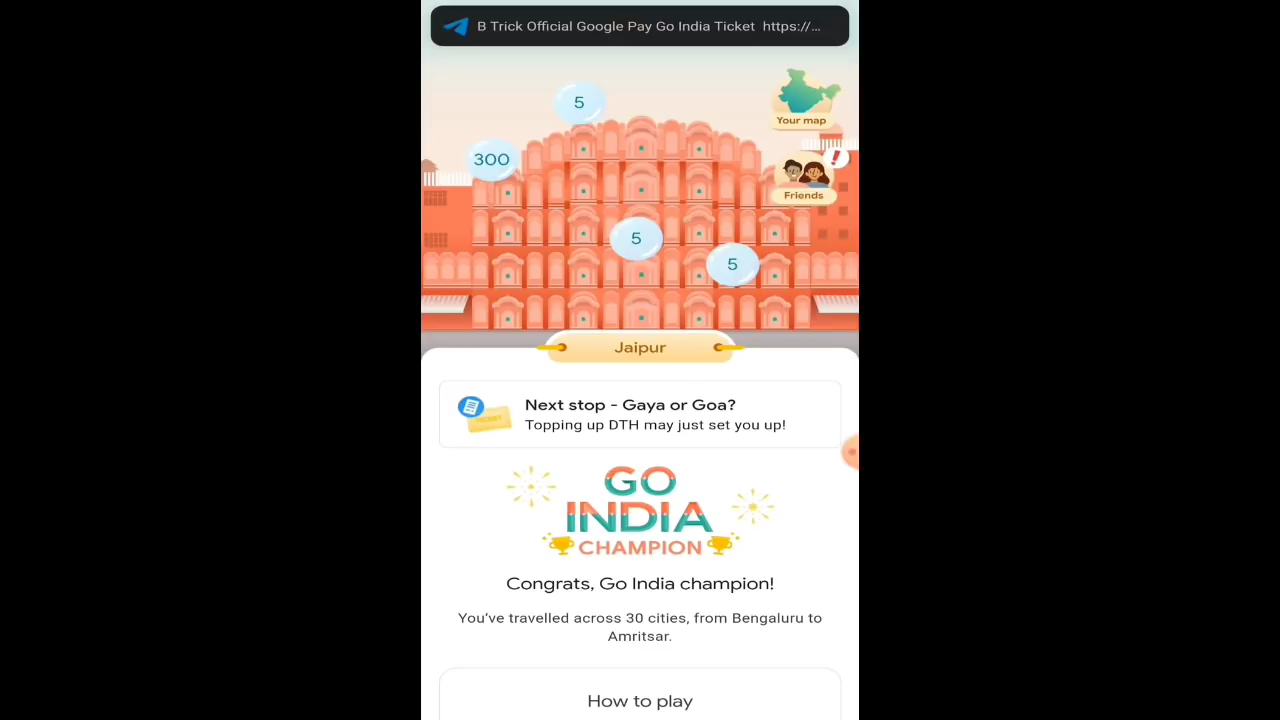 B Trick Official Google Pay Go India Ticket https://…
5
Your map
300
!
Friends
5
5
Jaipur
Next stop - Gaya or Goa?
TICKET
Topping up DTH may just set you up!
GO
INDIA
CHAMPION
Congrats, Go India champion!
You've travelled across 30 cities, from Bengaluru to
Amritsar.
How to play